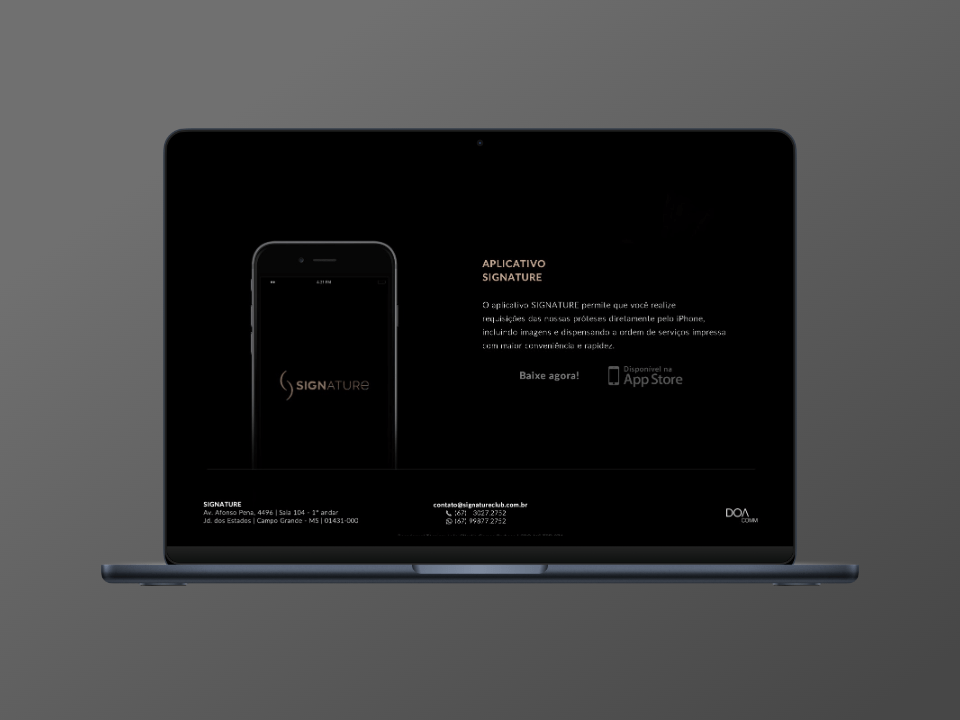 APLICATIVO
SIGNATURE
O aplicativo SIGNATURE permite que você realize
requisições das nossas próteses diretamente pelo iPhone,
incluindo imagens e dispensando a ordem de serviços impressa
com maior conveniência e rapidez.
Baixe agora!
Disponível na
App Store
SIGNATURE
SIGNATURE
Av. Afonso Pena, 4496 | Sala 104 - 1º andar
Jd. dos Estados | Campo Grande - MS | 01431-000
contato@signatureclub.com.br
(67) 3027.2752
(67) 99877.2752
DOA
COMM